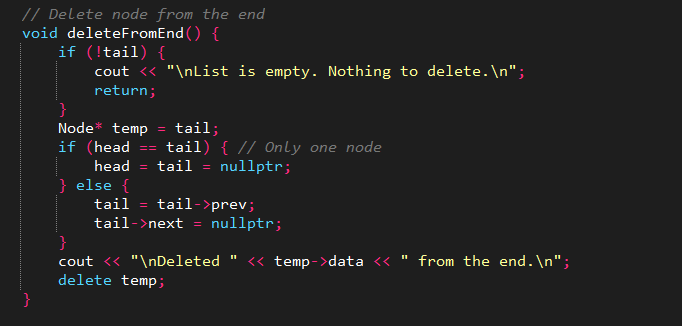 // Delete node from the end
void deleteFromEnd() {
    if (!tail) {
        cout << "\nList is empty. Nothing to delete.\n";
        return;
    }
    Node* temp = tail;
    if (head == tail) { // Only one node
        head = tail = nullptr;
    } else {
        tail = tail->prev;
        tail->next = nullptr;
    }
    cout << "\nDeleted " << temp->data << " from the end.\n";
    delete temp;
}